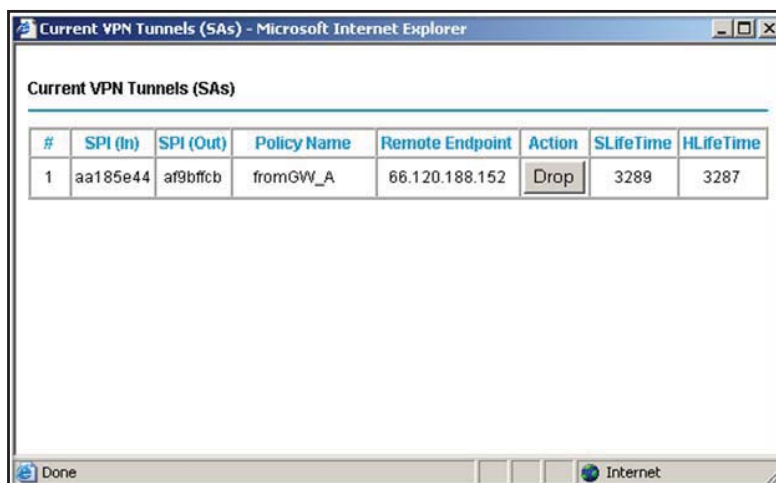 Current VPN Tunnels (SAs) - Microsoft Internet Explorer
Current VPN Tunnels (SAs)
# SPI (In) SPI (Out) Policy Name Remote Endpoint Action SLifeTime HLifeTime
1 aa185e44 af9bffcb fromGW_A 66.120.188.152 Drop 3289 3287
Done Internet